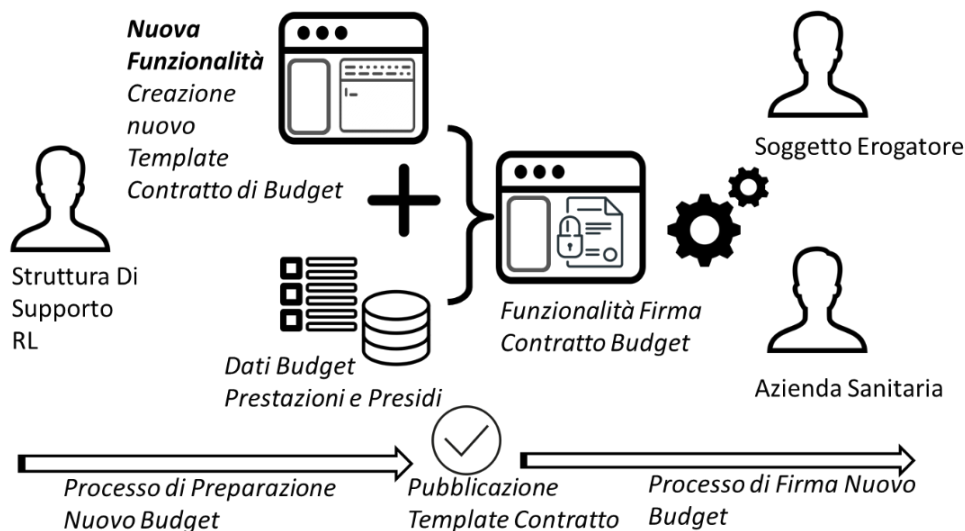 Nuova
Funzionalità
Creazione
nuovo
Template
Contratto di Budget
Struttura Di
Supporto
RL
Dati Budget
Prestazioni e Presidi
Funzionalità Firma
Contratto Budget
Soggetto Erogatore
Azienda Sanitaria
Processo di Preparazione
Nuovo Budget
Pubblicazione
Template Contratto
Processo di Firma Nuovo
Budget